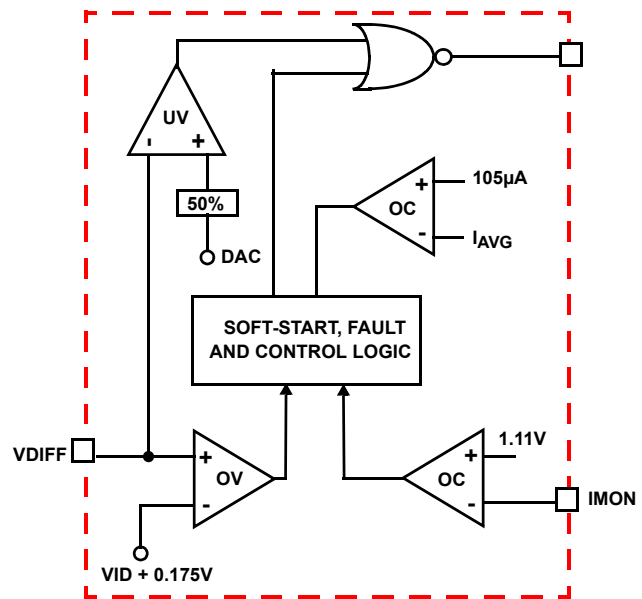 UV
- +
50%
DAC
+ 105µA
OC
- IAVG
SOFT-START, FAULT
AND CONTROL LOGIC
VDIFF
+
OV
-
VID + 0.175V
1.11V
+
OC
-
IMON